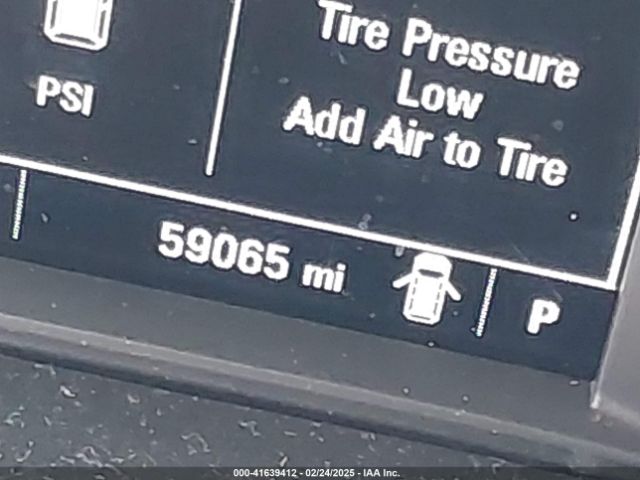 Tire Pressure
Low
Add Air to Tire
PSI
59065 mi
P
000-41639412 - 02/24/2025 - IAA Inc.